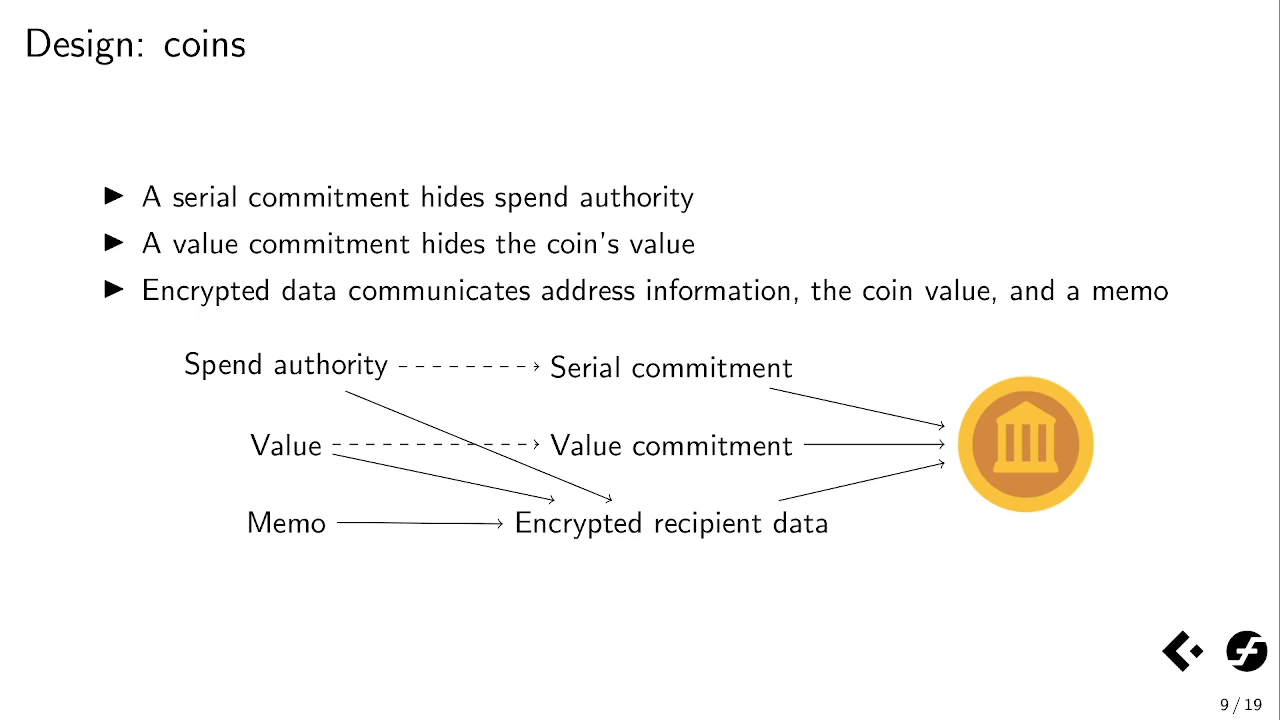 Design: coins
▶ A serial commitment hides spend authority
▶ A value commitment hides the coin's value
▶ Encrypted data communicates address information, the coin value, and a memo
Spend authority
Serial commitment
Value
Value commitment
Memo
Encrypted recipient data
9 / 19